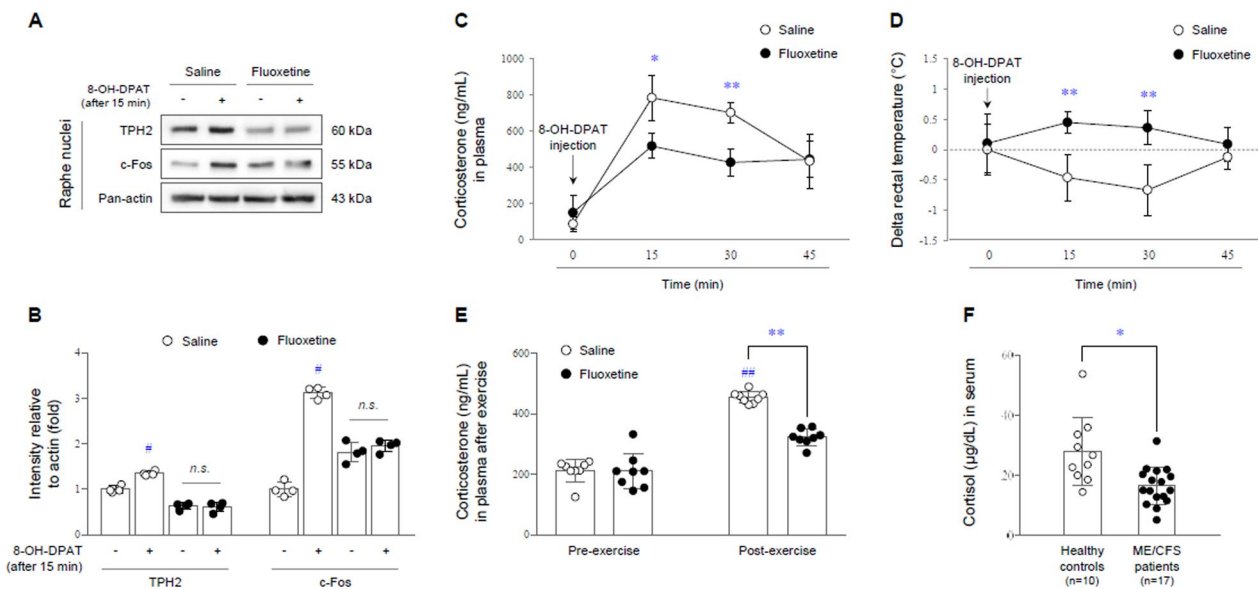 A
Saline Fluoxetine
8-OH-DPAT
(after 15 min)
- + - +
Raphe nuclei
TPH2 60 kDa
c-Fos 55 kDa
Pan-actin 43 kDa
B
Saline Fluoxetine
Intensity relative
to actin (fold)
4
3
2
1
0
#
n.s.
#
n.s.
8-OH-DPAT
(after 15 min)
- + - + - + - +
TPH2 c-Fos
C
Saline
Fluoxetine
Corticosterone (ng/mL)
in plasma
1000
800
600
400
200
0
8-OH-DPAT
injection
*
**
0 15 30 45
Time (min)
D
Saline
Fluoxetine
Delta rectal temperature (°C)
1.5
1
0.5
0
-0.5
-1
-1.5
8-OH-DPAT
injection
**
**
0 15 30 45
Time (min)
E
Saline
Fluoxetine
Corticosterone (ng/mL)
in plasma after exercise
600
400
200
0
**
##
Pre-exercise Post-exercise
F
Cortisol (µg/dL) in serum
60
40
20
0
*
Healthy
controls
(n=10)
ME/CFS
patients
(n=17)